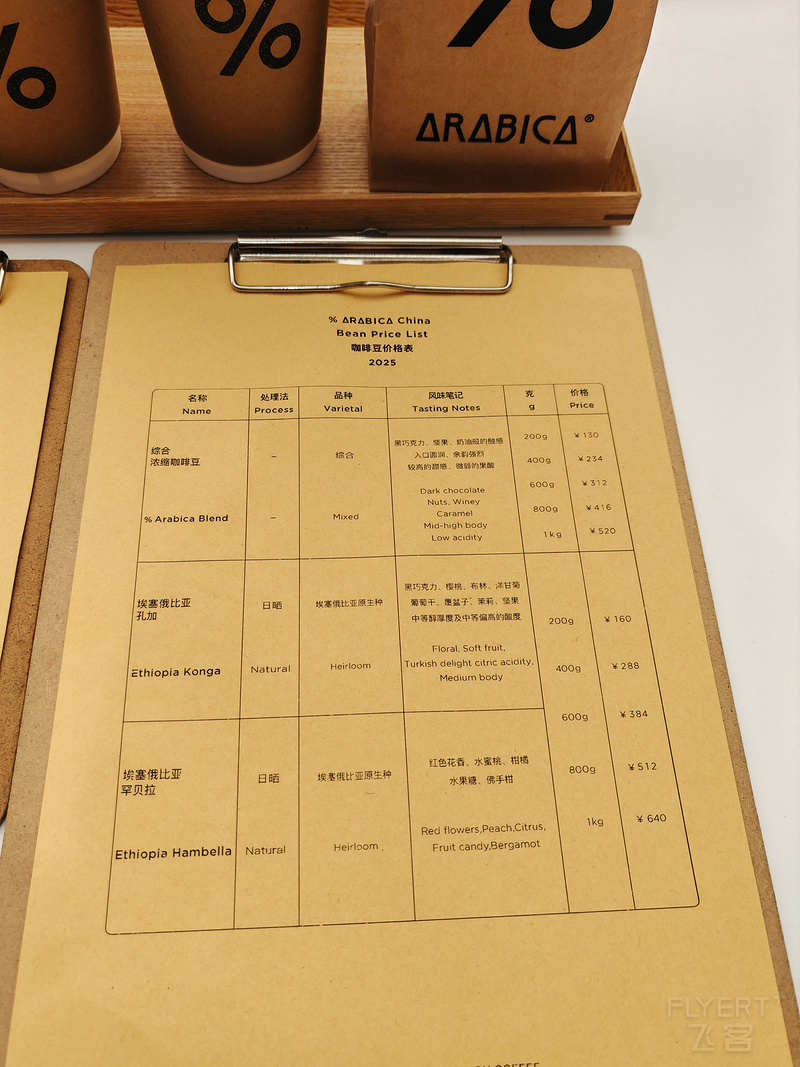 %
%
%
ARABICA®
% ARABICA China
Bean Price List
咖啡豆价格表
2025
名称 处理法 品种 风味笔记 克 价格
Name Process Varietal Tasting Notes g Price
综合
浓缩咖啡豆
–
综合
黑巧克力、坚果、奶油般的触感
入口圆润、余韵强烈
较高的甜感、微弱的果酸
% Arabica Blend
–
Mixed
Dark chocolate
Nuts, Winey
Caramel
Mid-high body
Low acidity
200g ¥ 130
400g ¥ 234
600g ¥ 312
800g ¥ 416
1kg ¥ 520
埃塞俄比亚
孔加
日晒
埃塞俄比亚原生种
黑巧克力、樱桃、布林、洋甘菊
葡萄干、覆盆子、茉莉、坚果
中等醇厚度及中等偏高的酸度
Ethiopia Konga
Natural
Heirloom
Floral, Soft fruit,
Turkish delight citric acidity,
Medium body
埃塞俄比亚
罕贝拉
日晒
埃塞俄比亚原生种
红色花香、水蜜桃、柑橘
水果糖、佛手柑
Ethiopia Hambella
Natural
Heirloom
Red flowers,Peach,Citrus,
Fruit candy,Bergamot
200g ¥ 160
400g ¥ 288
600g ¥ 384
800g ¥ 512
1kg ¥ 640
FLYERT
飞客